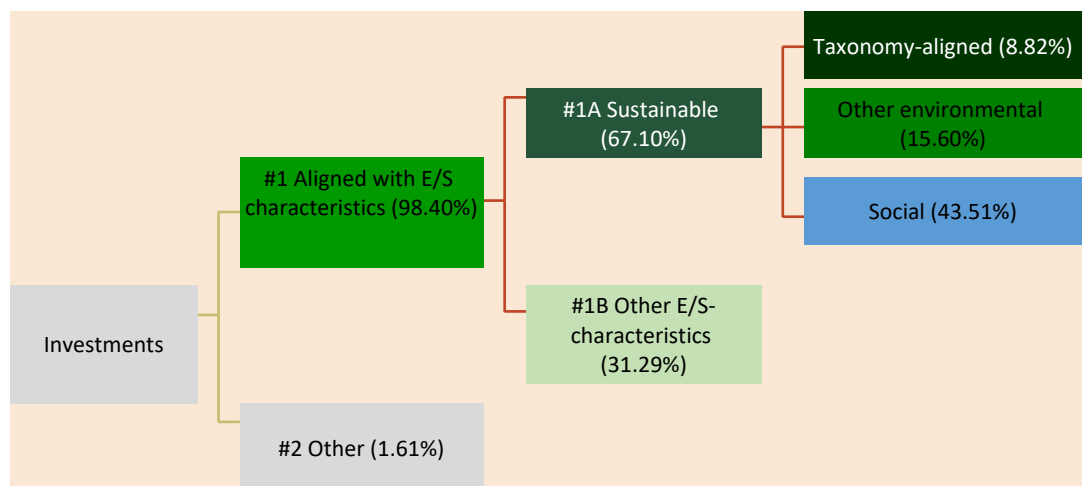 Taxonomy-aligned (8.82%)
#1A Sustainable
(67.10%)
Other environmental
(15.60%)
#1 Aligned with E/S
characteristics (98.40%)
Social (43.51%)
#1B Other E/S-
characteristics
(31.29%)
Investments
#2 Other (1.61%)